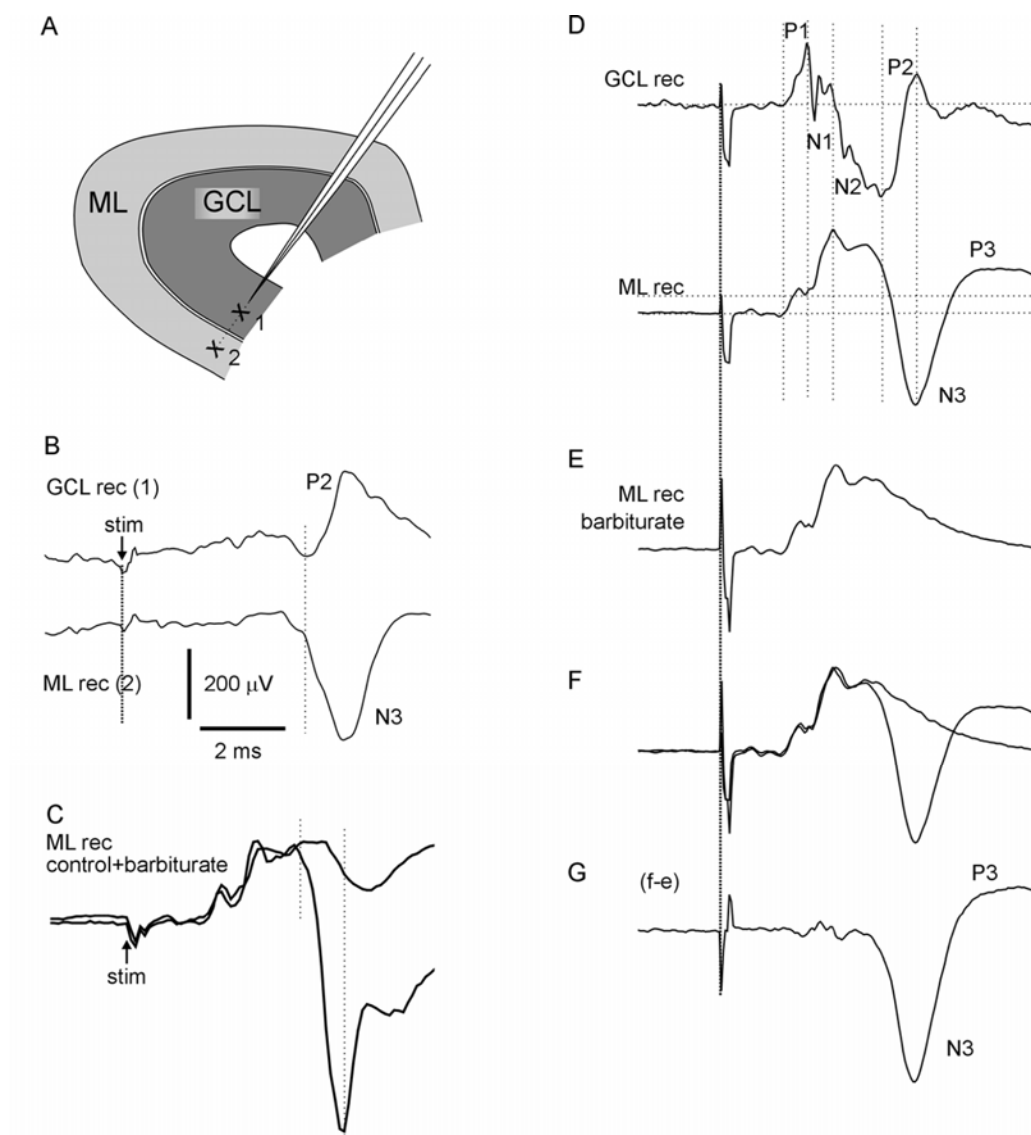 A
ML
GCL
1
2
B
GCL rec (1)
P2
stim
ML rec (2)
200 µV
2 ms
N3
C
ML rec
control+barbiturate
stim
D
P1
P2
GCL rec
N1
N2
ML rec
P3
N3
E
ML rec
barbiturate
F
G
(f-e)
P3
N3